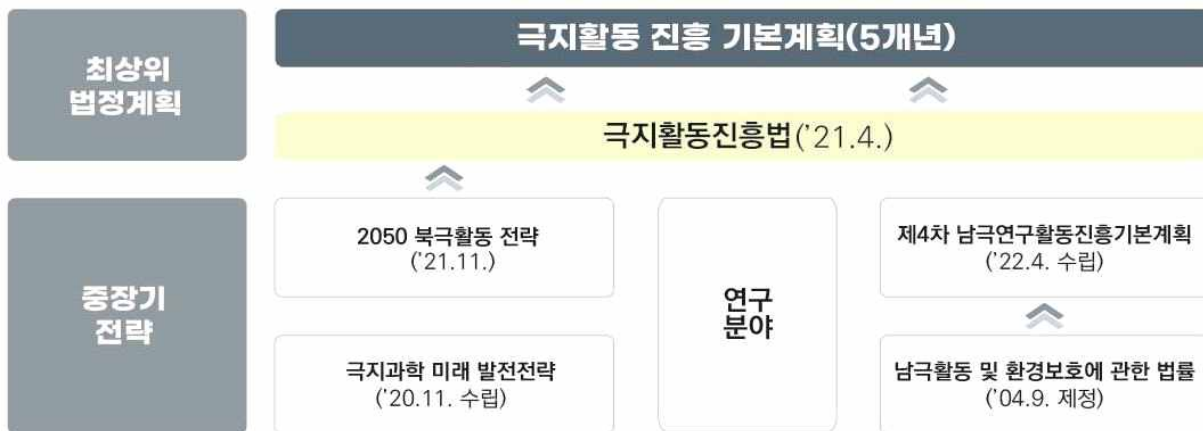 최상위
법정계획
극지활동 진흥 기본계획(5개년)
극지활동진흥법('21.4.)
중장기
전략
2050 북극활동 전략
('21.11.)
극지과학 미래 발전전략
('20.11. 수립)
연구
분야
제4차 남극연구활동진흥기본계획
('22.4. 수립)
남극활동 및 환경보호에 관한 법률
('04.9. 제정)